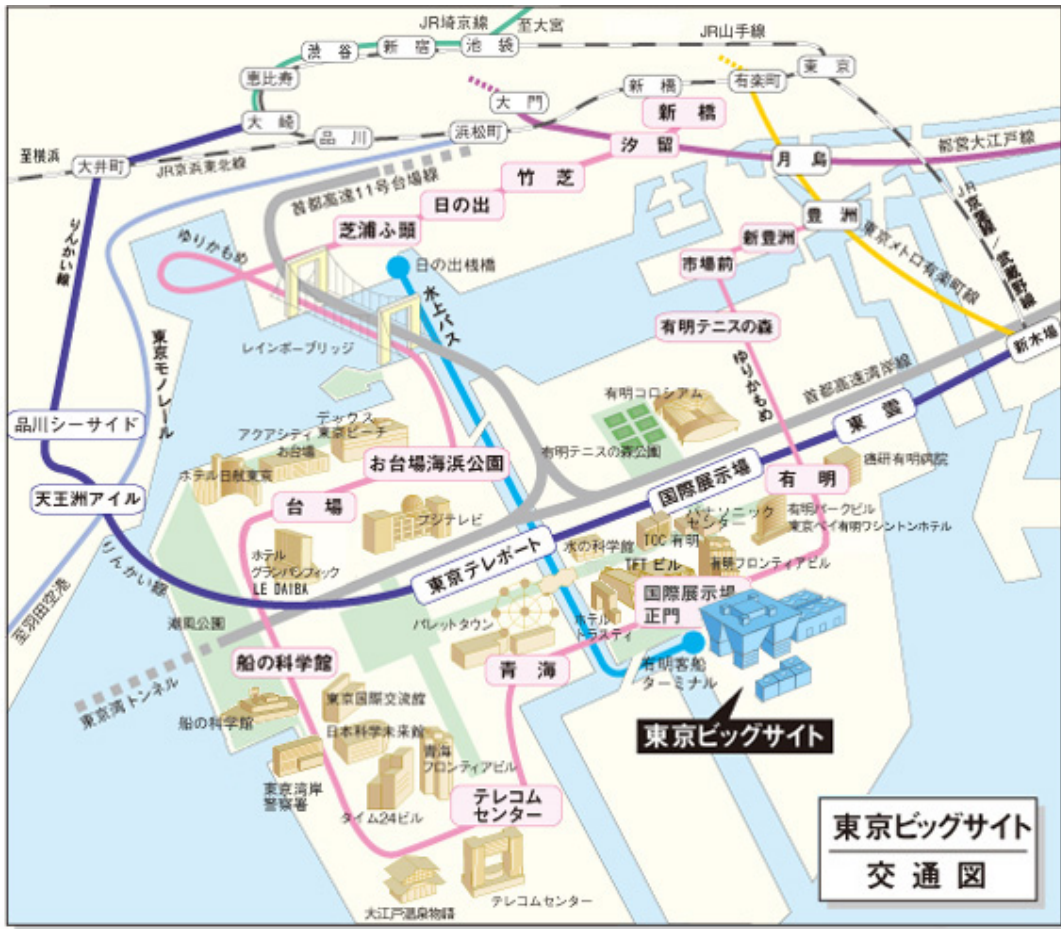 JR埼京線
至大宮
JR山手線
渋谷
新宿
池袋
恵比寿
東京
有楽町
新橋
大門
新橋
大崎
品川
浜松町
汐留
至横浜
大井町
JR京浜東北線
月島
都営大江戸線
首都高速11号台場線
竹芝
日の出
豊洲
JR京葉線/武蔵野線
芝浦ふ頭
新豊洲
東京メトロ有楽町線
ゆりかもめ
日の出桟橋
市場前
りんかい線
水上バス
有明テニスの森
新木場
東京モノレール
レインボーブリッジ
ゆりかもめ
首都高速湾岸線
有明コロシアム
品川シーサイド
デックス
東京ビーチ
アクアシティ
お台場
東雲
有明テニスの森公園
お台場海浜公園
ホテル日航東京
癌研有明病院
国際展示場
有明
天王洲アイル
台場
フジテレビ
パナソニック
センター
有明パークビル
東京ベイ有明ワシントンホテル
TOC有明
水の科学館
ホテル
グランパシフィック
LE DAIBA
東京テレポート
TFTビル
有明フロンティアビル
りんかい線
至羽田空港
国際展示場
正門
潮風公園
パレットタウン
ホテル
トラスティ
船の科学館
青海
有明客船
ターミナル
東京湾トンネル
船の科学館
東京国際交流館
日本科学未来館
青海
フロンティアビル
東京ビッグサイト
東京湾岸
警察署
タイム24ビル
テレコム
センター
大江戸温泉物語
テレコムセンター
東京ビッグサイト
交通図